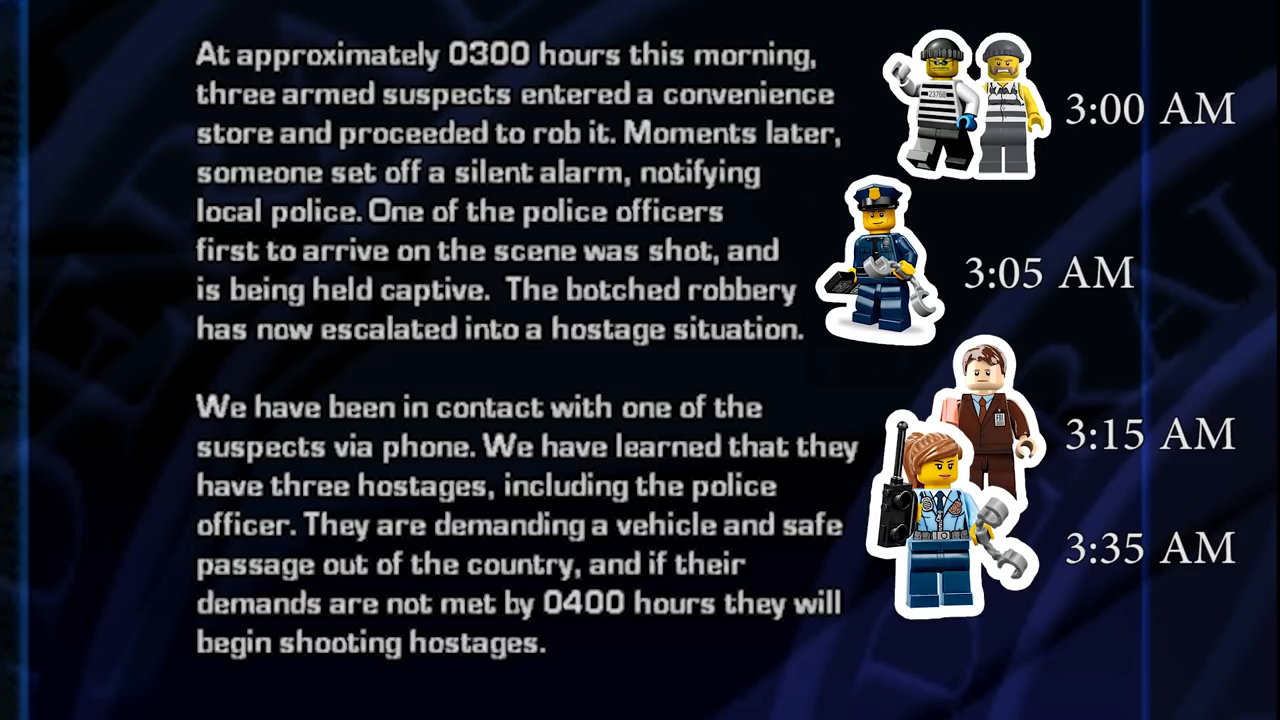 At approximately 0300 hours this morning,
three armed suspects entered a convenience
store and proceeded to rob it. Moments later,
someone set off a silent alarm, notifying
local police. One of the police officers
first to arrive on the scene was shot, and
is being held captive. The botched robbery
has now escalated into a hostage situation.
We have been in contact with one of the
suspects via phone. We have learned that they
have three hostages, including the police
officer. They are demanding a vehicle and safe
passage out of the country, and if their
demands are not met by 0400 hours they will
begin shooting hostages.
3:00 AM
3:05 AM
3:15 AM
3:35 AM